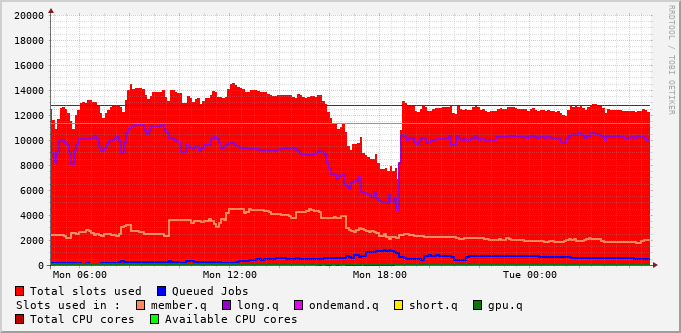 20000
18000
16000
14000
12000
10000
8000
6000
4000
2000
0
Mon 06:00 Mon 12:00 Mon 18:00 Tue 00:00
RRDTOOL / TOBI OETIKER
Total slots used Queued Jobs
Slots used in : member.q long.q ondemand.q short.q gpu.q
Total CPU cores Available CPU cores